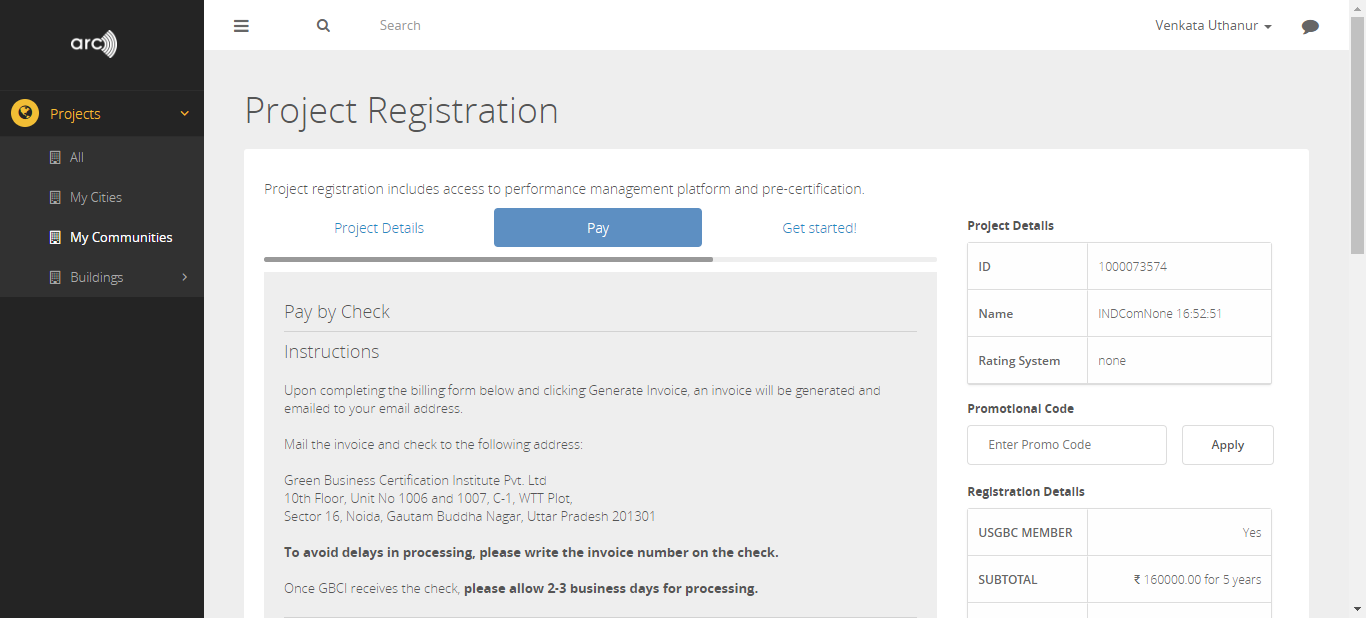 arc
Search
Venkata Uthanur
Projects
All
My Cities
My Communities
Buildings
Project Registration
Project registration includes access to performance management platform and pre-certification.
Project Details
Pay
Get started!
Pay by Check
Instructions
Upon completing the billing form below and clicking Generate Invoice, an invoice will be generated and
emailed to your email address.
Mail the invoice and check to the following address:
Green Business Certification Institute Pvt. Ltd
10th Floor, Unit No 1006 and 1007, C-1, WTT Plot,
Sector 16, Noida, Gautam Buddha Nagar, Uttar Pradesh 201301
To avoid delays in processing, please write the invoice number on the check.
Once GBCI receives the check, please allow 2-3 business days for processing.
Project Details
ID 1000073574
Name INDComNone 16:52:51
Rating System none
Promotional Code
Enter Promo Code Apply
Registration Details
USGBC MEMBER Yes
SUBTOTAL ₹ 160000.00 for 5 years